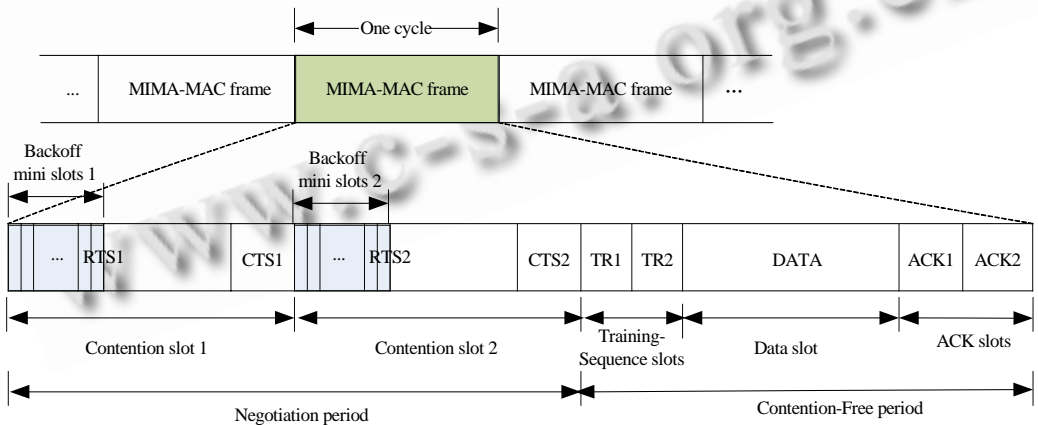 One cycle
...
MIMA-MAC frame
MIMA-MAC frame
MIMA-MAC frame
...
Backoff
mini slots 1
Backoff
mini slots 2
... RTS1
CTS1
... RTS2
CTS2
TR1
TR2
DATA
ACK1
ACK2
Contention slot 1
Contention slot 2
Training-
Sequence slots
Data slot
ACK slots
Negotiation period
Contention-Free period
www.c-s-a.org.c